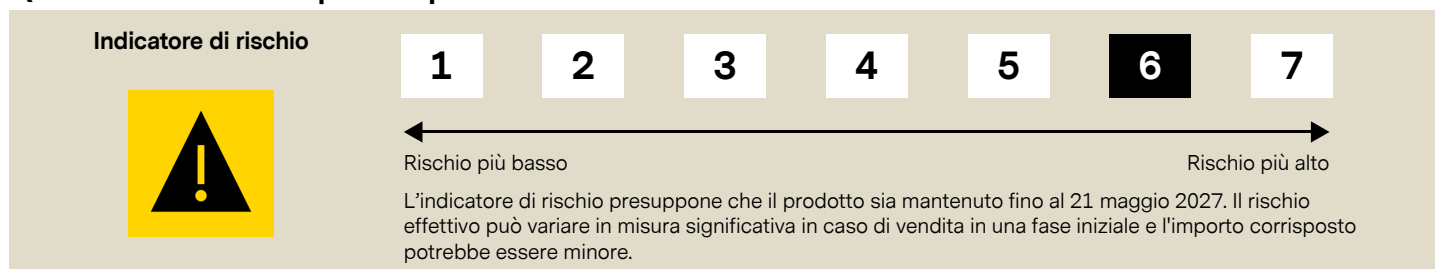 Indicatore di rischio
1 2 3 4 5 6 7
Rischio più basso Rischio più alto
L'indicatore di rischio presuppone che il prodotto sia mantenuto fino al 21 maggio 2027. Il rischio
effettivo può variare in misura significativa in caso di vendita in una fase iniziale e l'importo corrisposto
potrebbe essere minore.